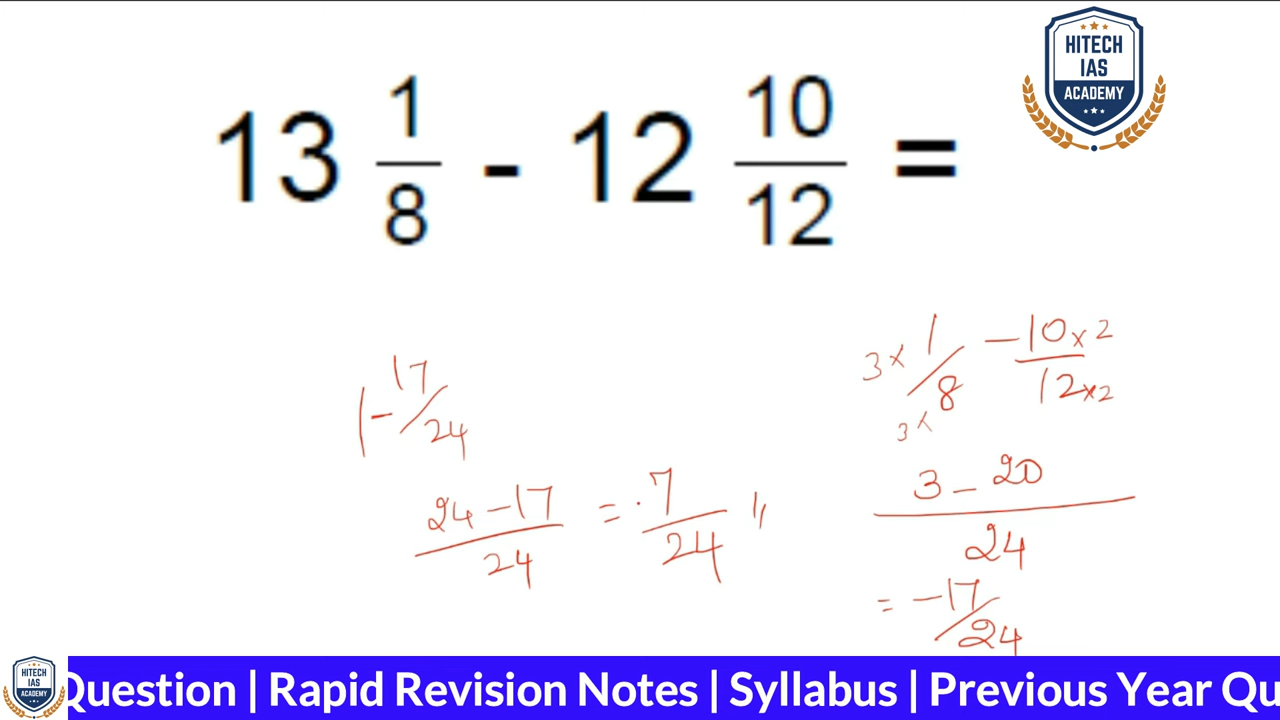 HITECH
IAS
ACADEMY
13 1/8 - 12 10/12 =
3 × 1 / 3 × 8 - 10 × 2 / 12 × 2
1 - 17/24
3 - 20 / 24
24 - 17 / 24 = 7/24
= -17/24
HITECH
IAS
ACADEMY
Question | Rapid Revision Notes | Syllabus | Previous Year Qu